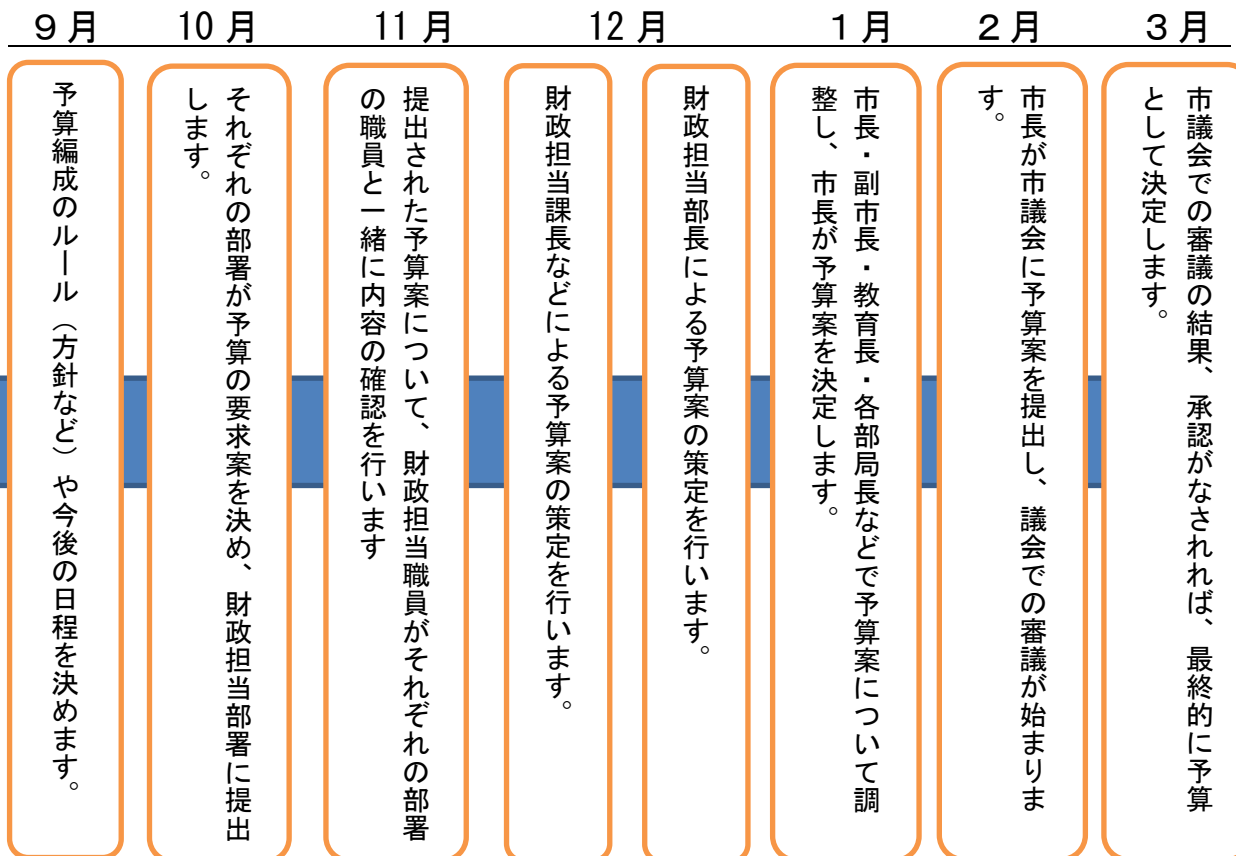 ９月
10月
11月
12月
１月
２月
３月
予算編成のルール（方針など）や今後の日程を決めます。
それぞれの部署が予算の要求案を決め、財政担当部署に提出
します。
提出された予算案について、財政担当職員がそれぞれの部署
の職員と一緒に内容の確認を行います
財政担当課長などによる予算案の策定を行います。
財政担当部長による予算案の策定を行います。
市長・副市長・教育長・各部局長などで予算案について調
整し、市長が予算案を決定します。
市長が市議会に予算案を提出し、議会での審議が始まりま
す。
市議会での審議の結果、承認がなされれば、最終的に予算
として決定します。